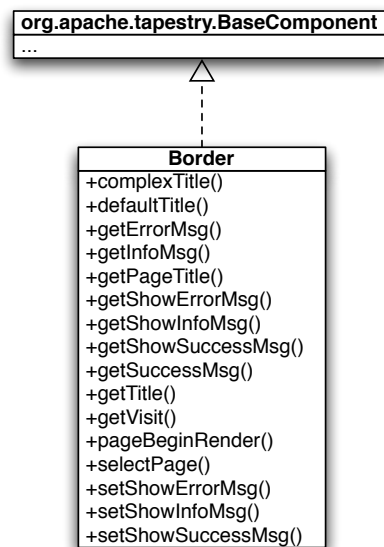 org.apache.tapestry.BaseComponent
...
Border
+complexTitle()
+defaultTitle()
+getErrorMsg()
+getInfoMsg()
+getPageTitle()
+getShowErrorMsg()
+getShowInfoMsg()
+getShowSuccessMsg()
+getSuccessMsg()
+getTitle()
+getVisit()
+pageBeginRender()
+selectPage()
+setShowErrorMsg()
+setShowInfoMsg()
+setShowSuccessMsg()